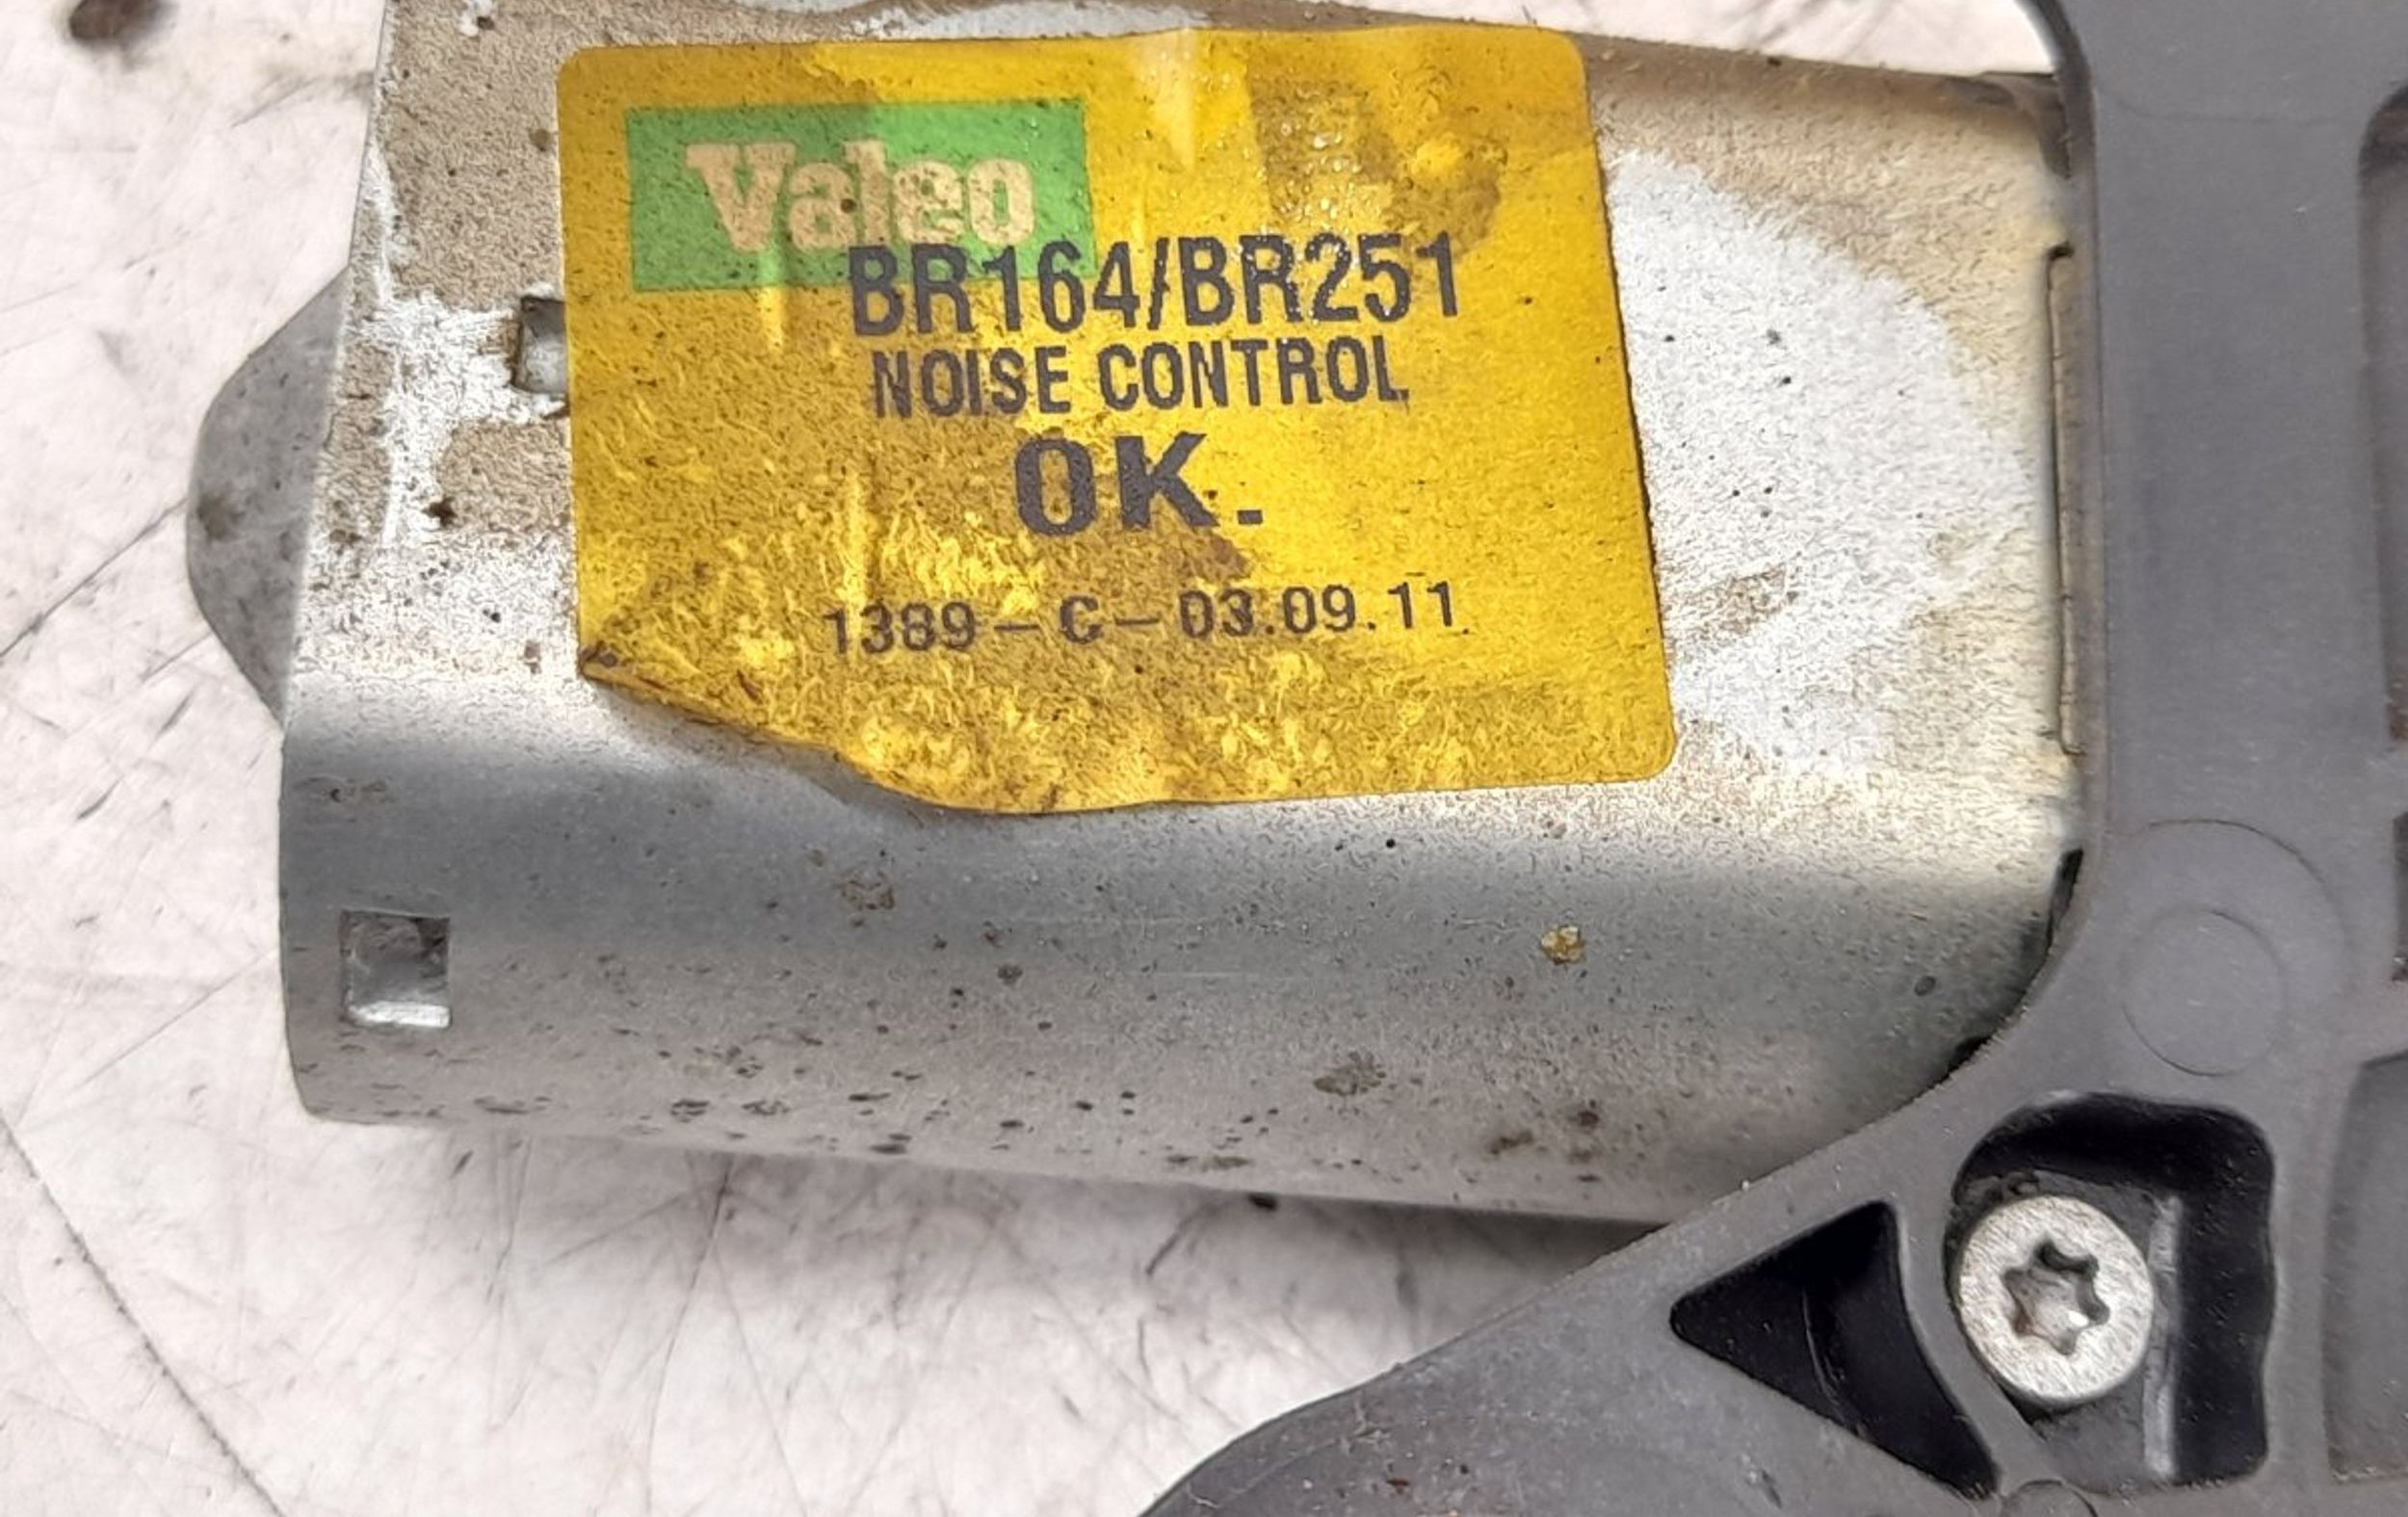 Valeo
BR164/BR251
NOISE CONTROL
OK.
1389-C-03.09.11